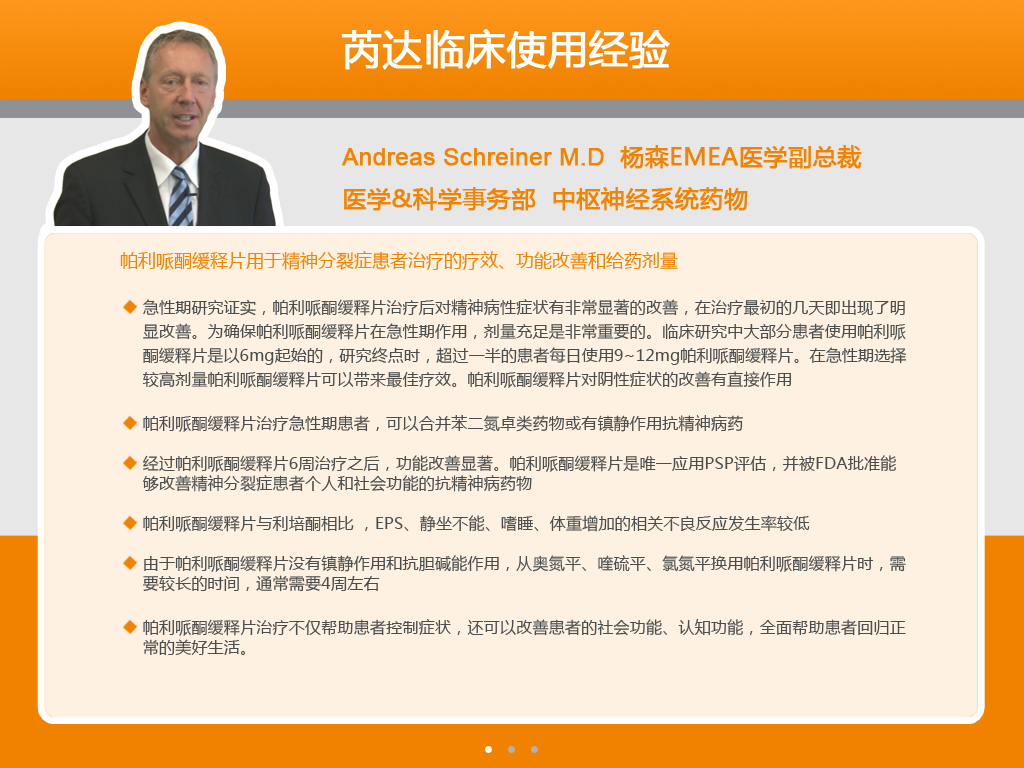 芮达临床使用经验
Andreas Schreiner M.D 杨森EMEA医学副总裁
医学&科学事务部 中枢神经系统药物
帕利哌酮缓释片用于精神分裂症患者治疗的疗效、功能改善和给药剂量
急性期研究证实，帕利哌酮缓释片治疗后对精神病性症状有非常显著的改善，在治疗最初的几天即出现了明
显改善。为确保帕利哌酮缓释片在急性期作用，剂量充足是非常重要的。临床研究中大部分患者使用帕利哌
酮缓释片是以6mg起始的，研究终点时，超过一半的患者每日使用9~12mg帕利哌酮缓释片。在急性期选择
较高剂量帕利哌酮缓释片可以带来最佳疗效。帕利哌酮缓释片对阴性症状的改善有直接作用
帕利哌酮缓释片治疗急性期患者，可以合并苯二氮卓类药物或有镇静作用抗精神病药
经过帕利哌酮缓释片6周治疗之后，功能改善显著。帕利哌酮缓释片是唯一应用PSP评估，并被FDA批准能
够改善精神分裂症患者个人和社会功能的抗精神病药物
帕利哌酮缓释片与利培酮相比 ，EPS、静坐不能、嗜睡、体重增加的相关不良反应发生率较低
由于帕利哌酮缓释片没有镇静作用和抗胆碱能作用，从奥氮平、喹硫平、氯氮平换用帕利哌酮缓释片时，需
要较长的时间，通常需要4周左右
帕利哌酮缓释片治疗不仅帮助患者控制症状，还可以改善患者的社会功能、认知功能，全面帮助患者回归正
常的美好生活。